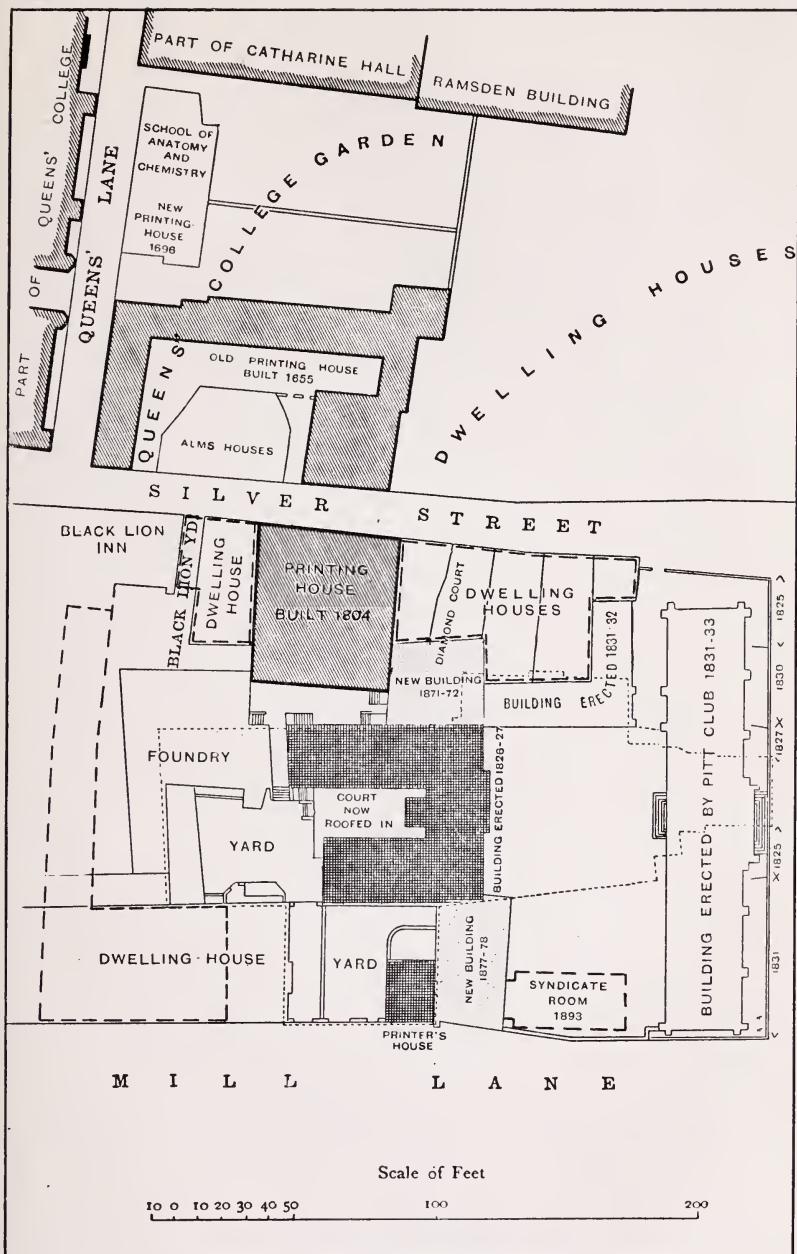 PART OF CATHARINE HALL
RAMSDEN BUILDING
PART OF QUEENS' COLLEGE
QUEENS' LANE
SCHOOL OF
ANATOMY
AND
CHEMISTRY
NEW
PRINTING-
HOUSE
1696
QUEENS' COLLEGE GARDEN
DWELLING HOUSES
OLD PRINTING HOUSE
BUILT 1655
ALMS HOUSES
SILVER STREET
BLACK LION
INN
BLACK LION YD
DWELLING
HOUSE
PRINTING
HOUSE
BUILT 1804
DIAMOND COURT
DWELLING
HOUSES
NEW BUILDING
1871-72
BUILDING ERECTED 1831-32
BUILDING ERECTED BY PITT CLUB 1831-33
1825
1830
1827
1825
1831
FOUNDRY
COURT
NOW
ROOFED IN
BUILDING ERECTED 1826-27
YARD
DWELLING-HOUSE
YARD
NEW BUILDING
1877-78
SYNDICATE
ROOM
1893
PRINTER'S
HOUSE
MILL LANE
Scale of Feet
10 0 10 20 30 40 50 100 200